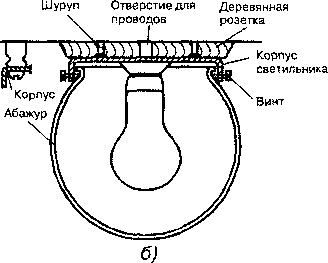 Шуруп
Отверстие для
проводов
Деревянная
розетка
Корпус
светильника
Корпус
Абажур
Винт
б)